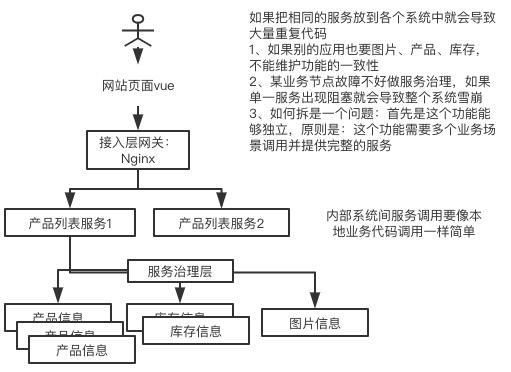 如果把相同的服务放到各个系统中就会导致
大量重复代码
1、如果别的应用也要图片、产品、库存，
不能维护功能的一致性
2、某业务节点故障不好做服务治理，如果
单一服务出现阻塞就会导致整个系统雪崩
3、如何拆是一个问题：首先是这个功能能
够独立，原则是：这个功能需要多个业务场
景调用并提供完整的服务
网站页面vue
接入层网关：
Nginx
产品列表服务1
产品列表服务2
内部系统间服务调用要像本
地业务代码调用一样简单
服务治理层
产品信息
产品信息
产品信息
库存信息
库存信息
图片信息